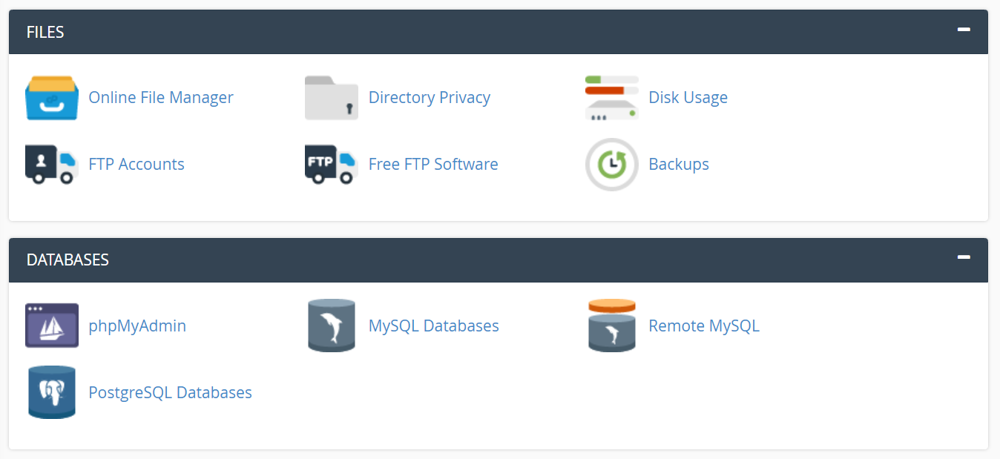 FILES
Online File Manager
Directory Privacy
Disk Usage
FTP Accounts
FTP
Free FTP Software
Backups
DATABASES
phpMyAdmin
MySQL Databases
Remote MySQL
PostgreSQL Databases